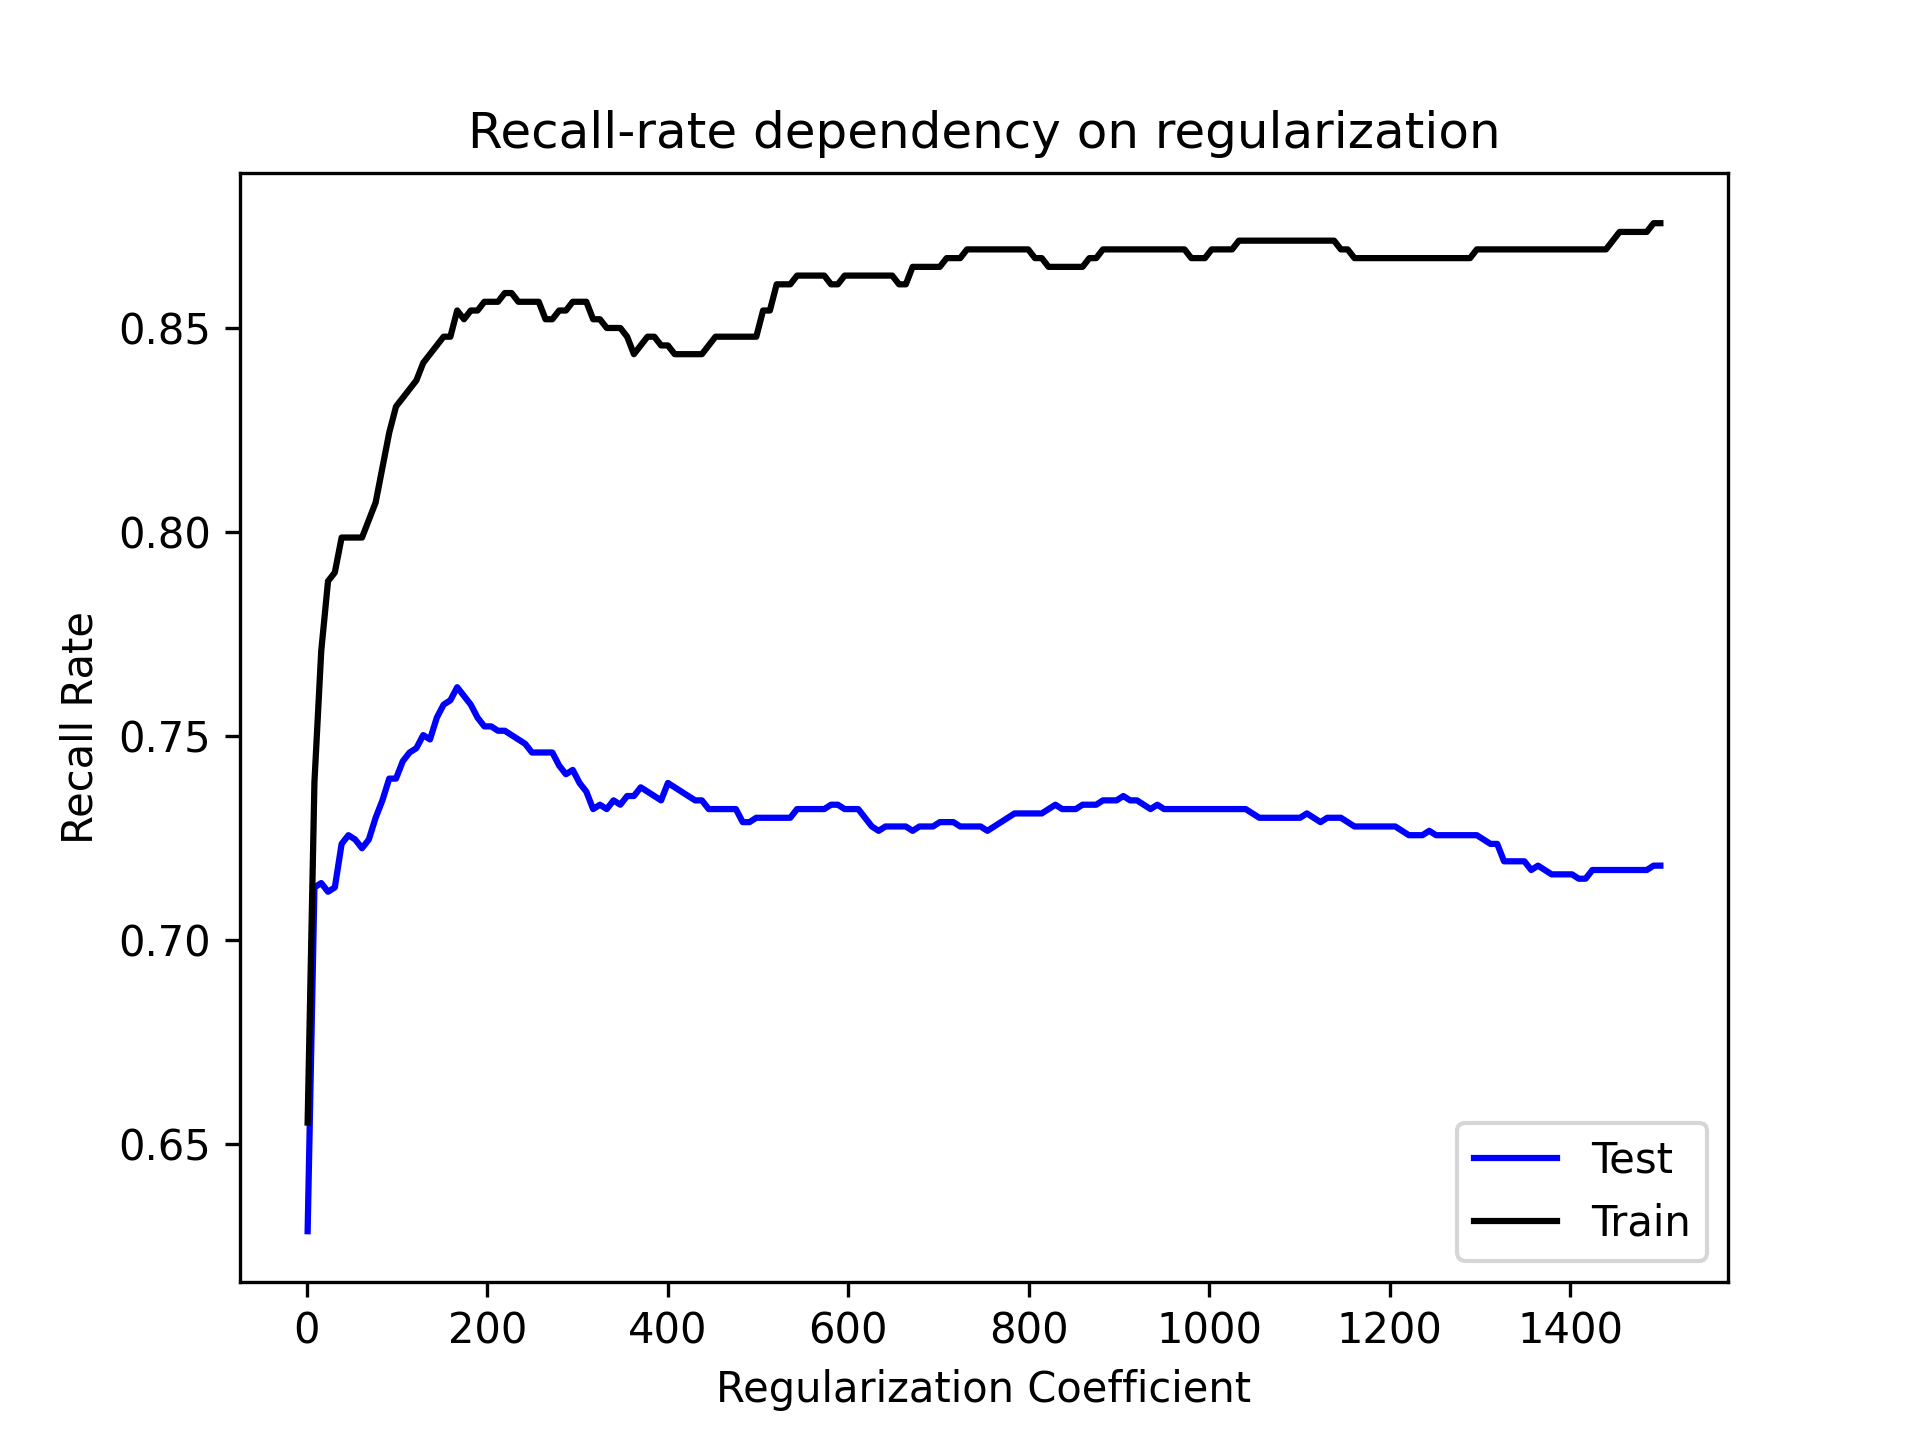 Recall-rate dependency on regularization
Recall Rate
0.85
0.80
0.75
0.70
0.65
Test
Train
0 200 400 600 800 1000 1200 1400
Regularization Coefficient